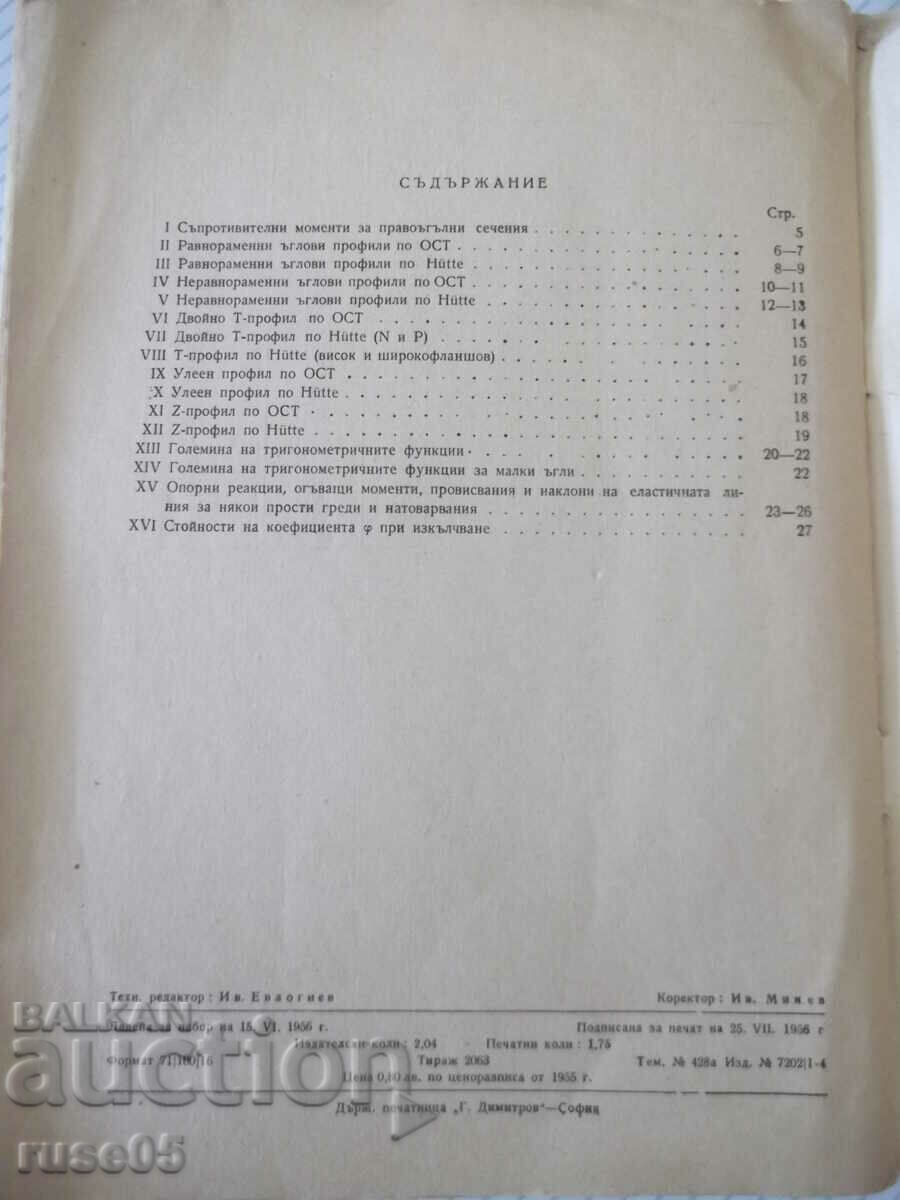 СЪДЪРЖАНИЕ
Стр.
I Съпротивителни моменти за правоъгълни сечения . . . . . . . . . . . 5
II Равнораменни ъглови профили по ОСТ . . . . . . . . . . . . . . . 6—7
III Равнораменни ъглови профили по Hütte . . . . . . . . . . . . . . 8—9
IV Неравнораменни ъглови профили по ОСТ . . . . . . . . . . . . . . 10—11
V Неравнораменни ъглови профили по Hütte . . . . . . . . . . . . . 12—13
VI Двойно Т-профил по ОСТ . . . . . . . . . . . . . . . . . . 14
VII Двойно Т-профил по Hütte (N и P) . . . . . . . . . . . . . . . . 15
VIII Т-профил по Hütte (висок и широкофланшов) . . . . . . . . . . . . 16
IX Улеен профил по ОСТ . . . . . . . . . . . . . . . . . . . . 17
X Улеен профил по Hütte . . . . . . . . . . . . . . . . . . . . 18
XI Z-профил по ОСТ . . . . . . . . . . . . . . . . . . . . . . 18
XII Z-профил по Hütte . . . . . . . . . . . . . . . . . . . . . . 19
XIII Големина на тригонометричните функции . . . . . . . . . . . . . . 20—22
XIV Големина на тригонометричните функции за малки ъгли . . . . . . . . . 22
XV Опорни реакции, огъващи моменти, провисвания и наклони на еластичната ли-
ния за някои прости греди и натоварвания . . . . . . . . . . . . . . 23—26
XVI Стойности на коефициента φ при изкълчване . . . . . . . . . . . . . 27
Техн. редактор: Ив. Евлогиев Коректор: Ив. Минев
Дадена за набор на 15. VI. 1956 г. Подписана за печат на 25. VII. 1956 г
Издателски коли: 2,04 Печатни коли: 1,75
Формат 71/100/16 Тираж 2063 Тем. № 428а Изд. № 7202|1-4
Цена 0,80 лв. по ценоразписа от 1955 г.
Държ. печатница „Г. Димитров"—София
BALKAN
auction
ruse05